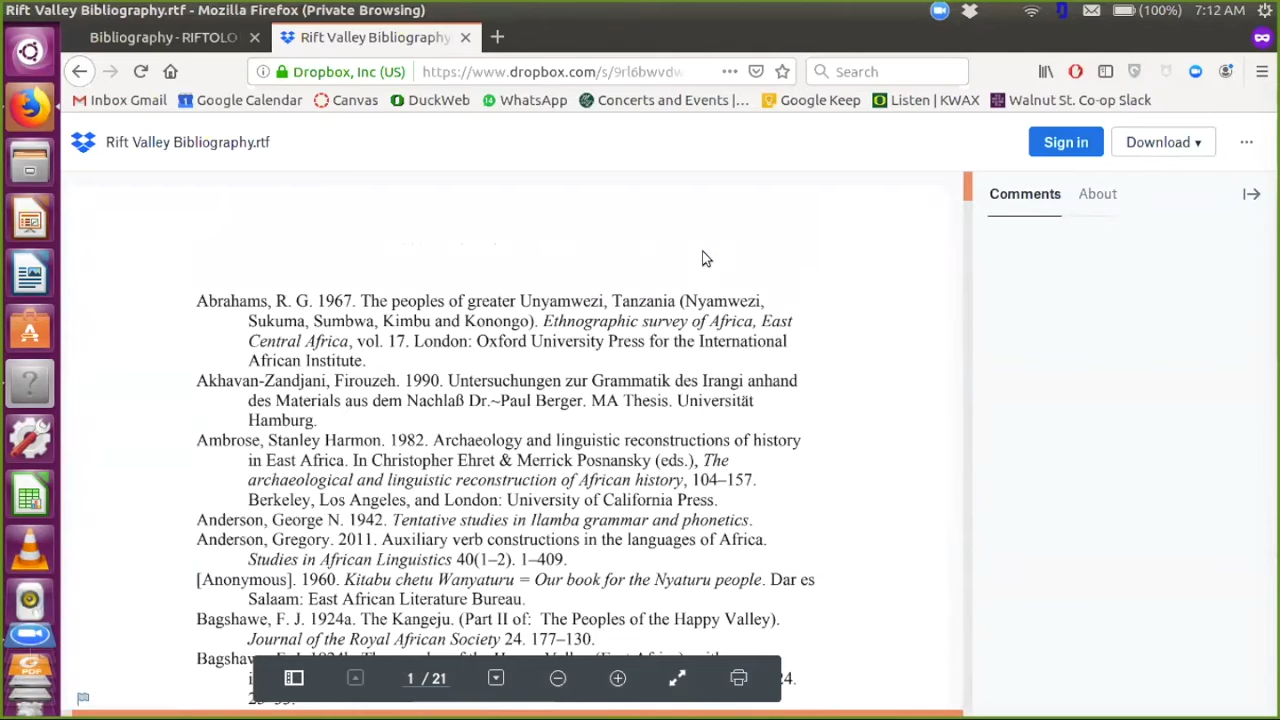 Rift Valley Bibliography.rtf - Mozilla Firefox (Private Browsing)
(100%) 7:12 AM
Bibliography - RIFTOLO
Rift Valley Bibliography
Dropbox, Inc (US) https://www.dropbox.com/s/9rl6bwvdw
Search
Inbox Gmail Google Calendar Canvas DuckWeb WhatsApp Concerts and Events |... Google Keep Listen | KWAX Walnut St. Co-op Slack
Rift Valley Bibliography.rtf
Sign in Download
Comments About
Abrahams, R. G. 1967. The peoples of greater Unyamwezi, Tanzania (Nyamwezi,
Sukuma, Sumbwa, Kimbu and Konongo). Ethnographic survey of Africa, East
Central Africa, vol. 17. London: Oxford University Press for the International
African Institute.
Akhavan-Zandjani, Firouzeh. 1990. Untersuchungen zur Grammatik des Irangi anhand
des Materials aus dem Nachlaß Dr.~Paul Berger. MA Thesis. Universität
Hamburg.
Ambrose, Stanley Harmon. 1982. Archaeology and linguistic reconstructions of history
in East Africa. In Christopher Ehret & Merrick Posnansky (eds.), The
archaeological and linguistic reconstruction of African history, 104–157.
Berkeley, Los Angeles, and London: University of California Press.
Anderson, George N. 1942. Tentative studies in Ilamba grammar and phonetics.
Anderson, Gregory. 2011. Auxiliary verb constructions in the languages of Africa.
Studies in African Linguistics 40(1–2). 1–409.
[Anonymous]. 1960. Kitabu chetu Wanyaturu = Our book for the Nyaturu people. Dar es
Salaam: East African Literature Bureau.
Bagshawe, F. J. 1924a. The Kangeju. (Part II of: The Peoples of the Happy Valley).
Journal of the Royal African Society 24. 177–130.
1 / 21